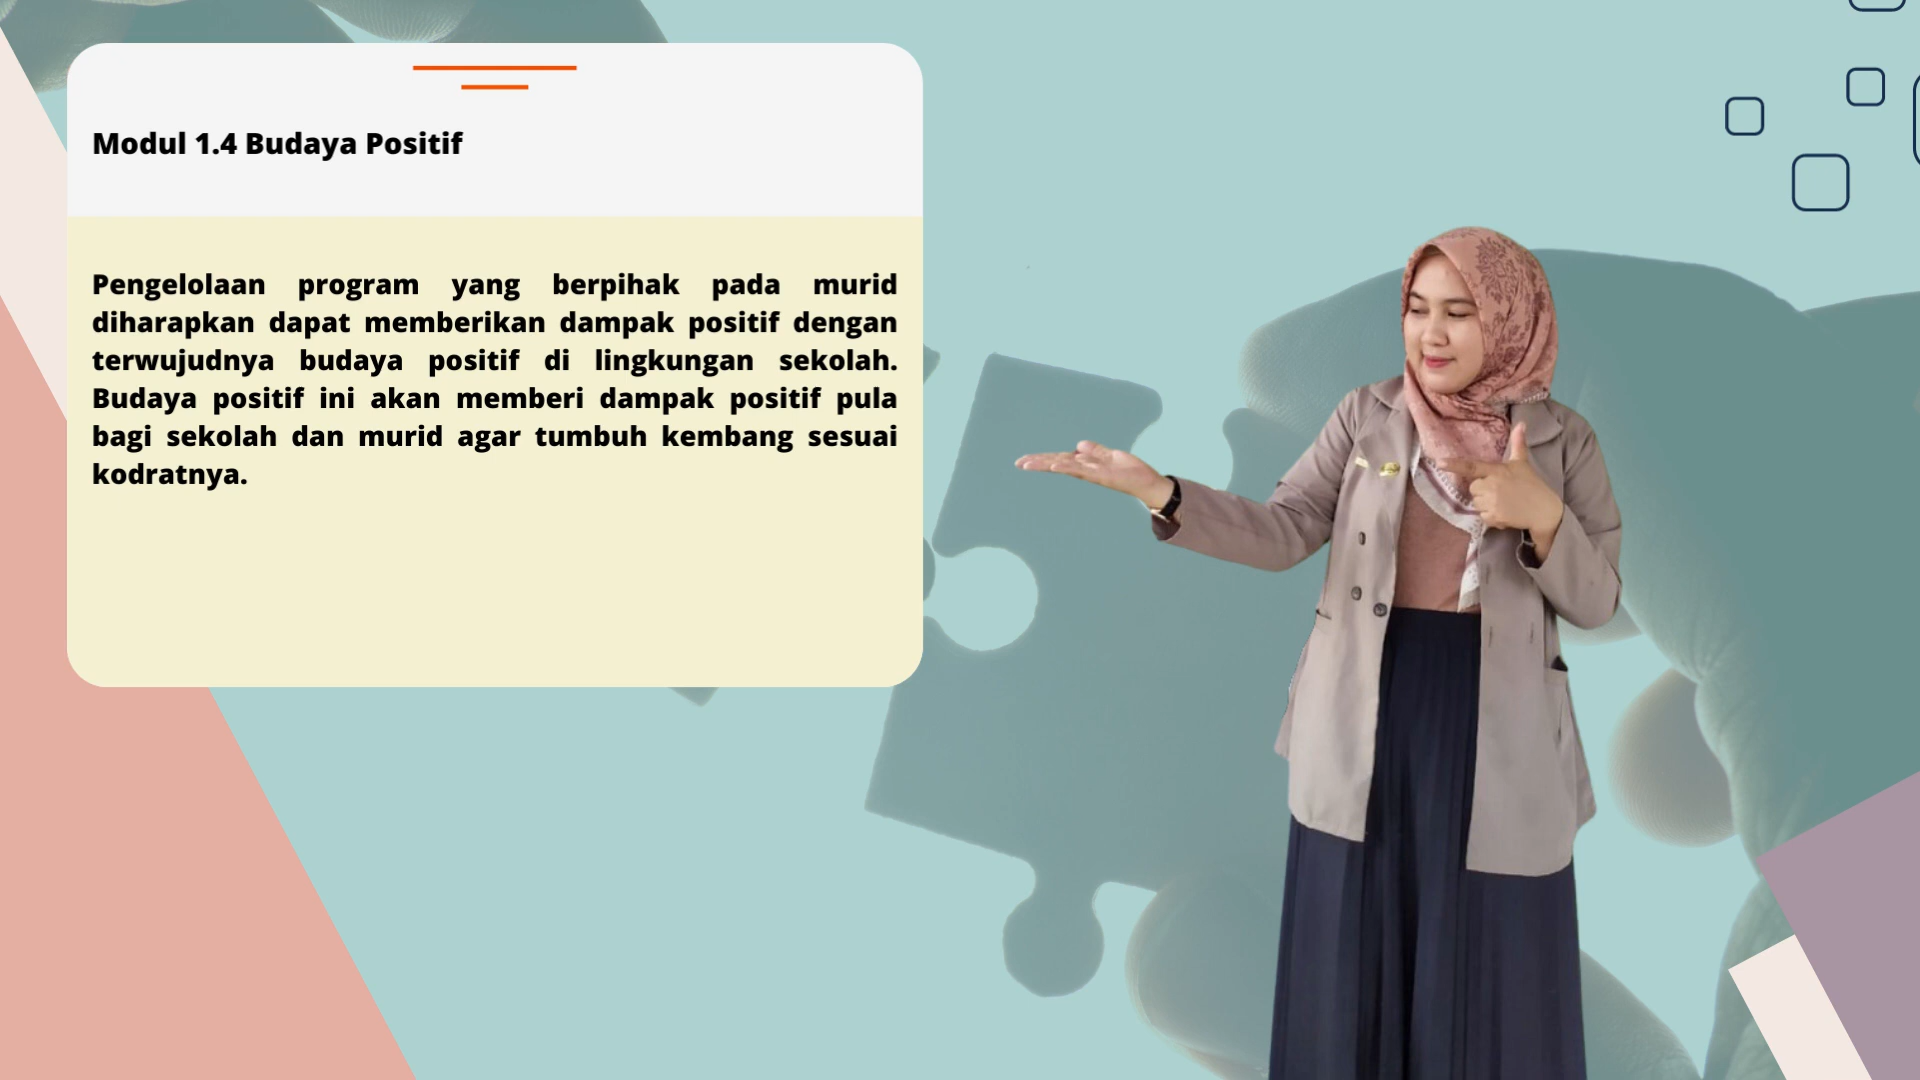 Modul 1.4 Budaya Positif
Pengelolaan program yang berpihak pada murid
diharapkan dapat memberikan dampak positif dengan
terwujudnya budaya positif di lingkungan sekolah.
Budaya positif ini akan memberi dampak positif pula
bagi sekolah dan murid agar tumbuh kembang sesuai
kodratnya.